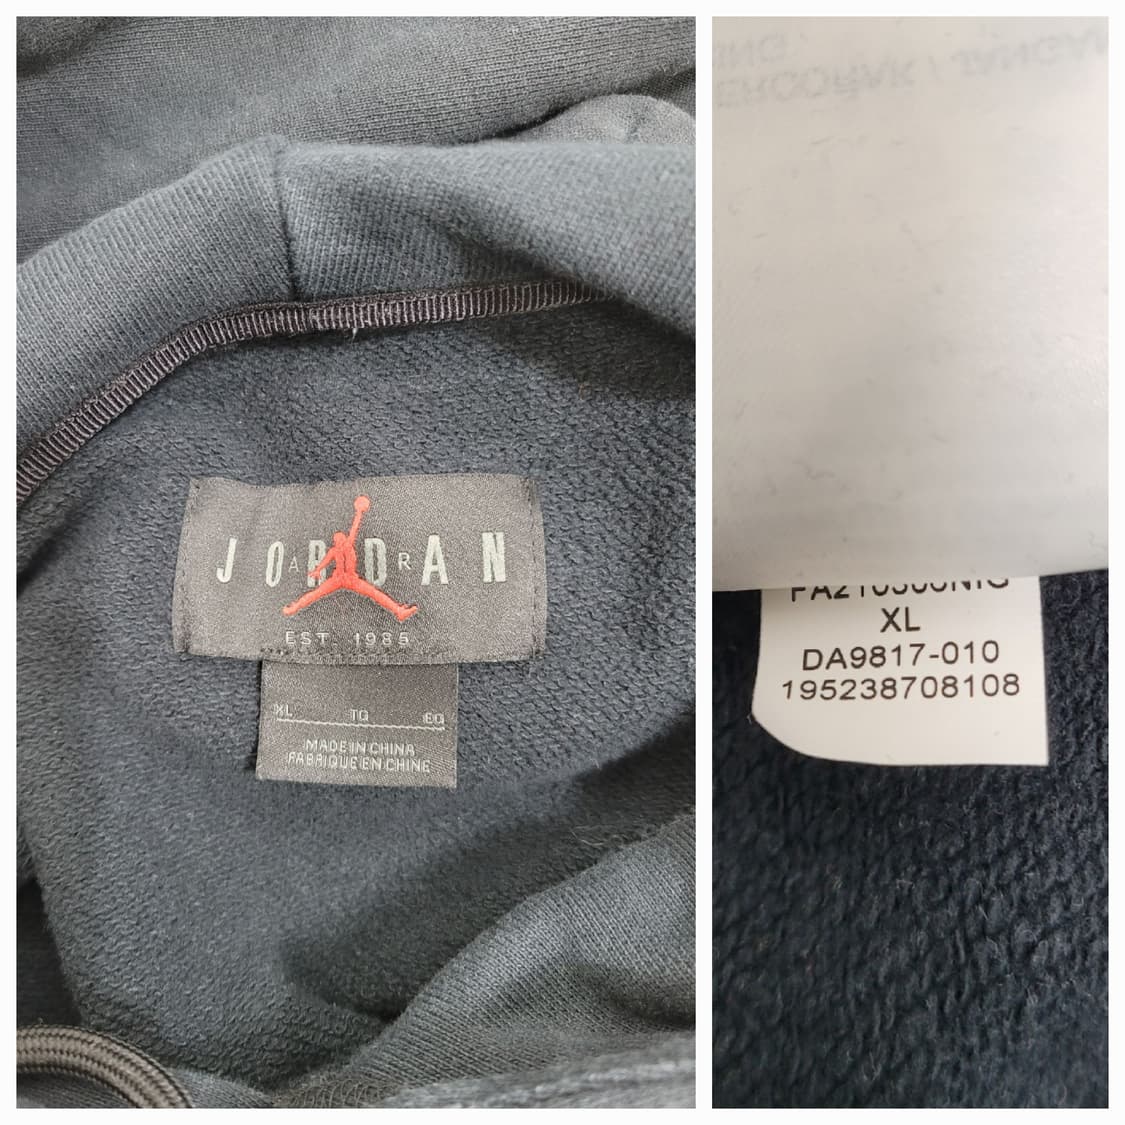 JORDAN
AIR
EST. 1985
XL TG EG
MADE IN CHINA
FABRIQUE EN CHINE
XL
DA9817-010
195238708108